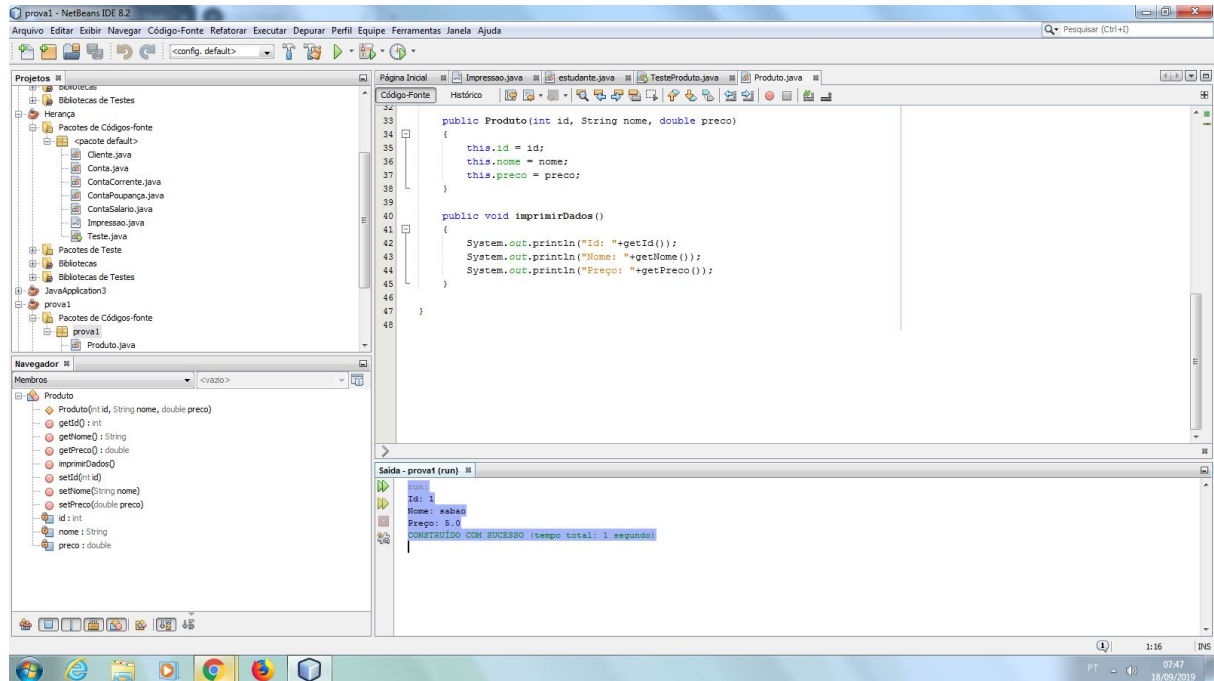 prova1 - NetBeans IDE 8.2
Arquivo Editar Exibir Navegar Código-Fonte Refatorar Executar Depurar Perfil Equipe Ferramentas Janela Ajuda
Pesquisar (Ctrl+I)
<config. default>
Projetos
Bibliotecas
Bibliotecas de Testes
Herança
Pacotes de Códigos-fonte
<pacote default>
Cliente.java
Conta.java
ContaCorrente.java
ContaPoupança.java
ContaSalario.java
Impressao.java
Teste.java
Pacotes de Teste
Bibliotecas
Bibliotecas de Testes
JavaApplication3
prova1
Pacotes de Códigos-fonte
prova1
Produto.java
Navegador
Membros <vazio>
Produto
Produto(int id, String nome, double preco)
getId() : int
getNome() : String
getPreco() : double
imprimirDados()
setId(int id)
setNome(String nome)
setPreco(double preco)
id : int
nome : String
preco : double
Página Inicial Impressao.java estudante.java TesteProduto.java Produto.java
Código-Fonte Histórico
32
33 public Produto(int id, String nome, double preco)
34 {
35 this.id = id;
36 this.nome = nome;
37 this.preco = preco;
38 }
39
40 public void imprimirDados()
41 {
42 System.out.println("Id: "+getId());
43 System.out.println("Nome: "+getNome());
44 System.out.println("Preço: "+getPreco());
45 }
46
47 }
48
Saída - prova1 (run)
run:
Id: 1
Nome: sabao
Preço: 5.0
CONSTRUÍDO COM SUCESSO (tempo total: 1 segundo)
1 1:16 INS
PT 07:47
18/09/2019